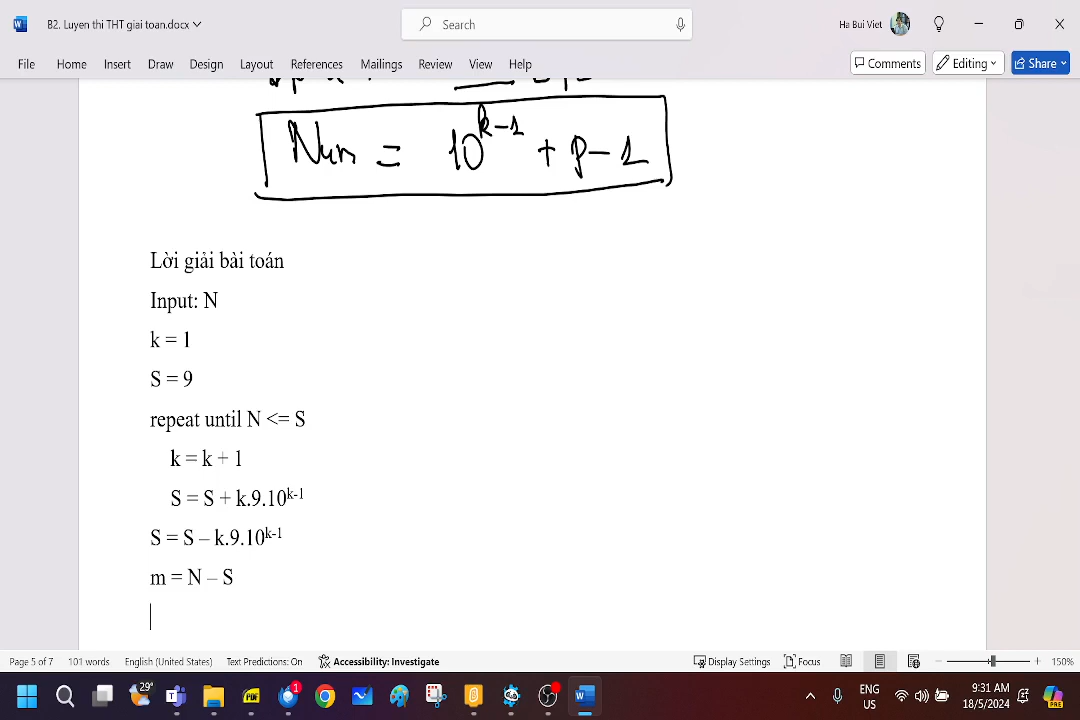 B2. Luyen thi THT giai toan.docx
Search
Ha Bui Viet
File Home Insert Draw Design Layout References Mailings Review View Help
Comments Editing Share
Num = 10^(k-1) + p - 1
Lời giải bài toán
Input: N
k = 1
S = 9
repeat until N <= S
k = k + 1
S = S + k.9.10^(k-1)
S = S – k.9.10^(k-1)
m = N – S
Page 5 of 7 101 words English (United States) Text Predictions: On Accessibility: Investigate Display Settings Focus 150%
29° PDF 1 ENG 9:31 AM
US 18/5/2024 PRE